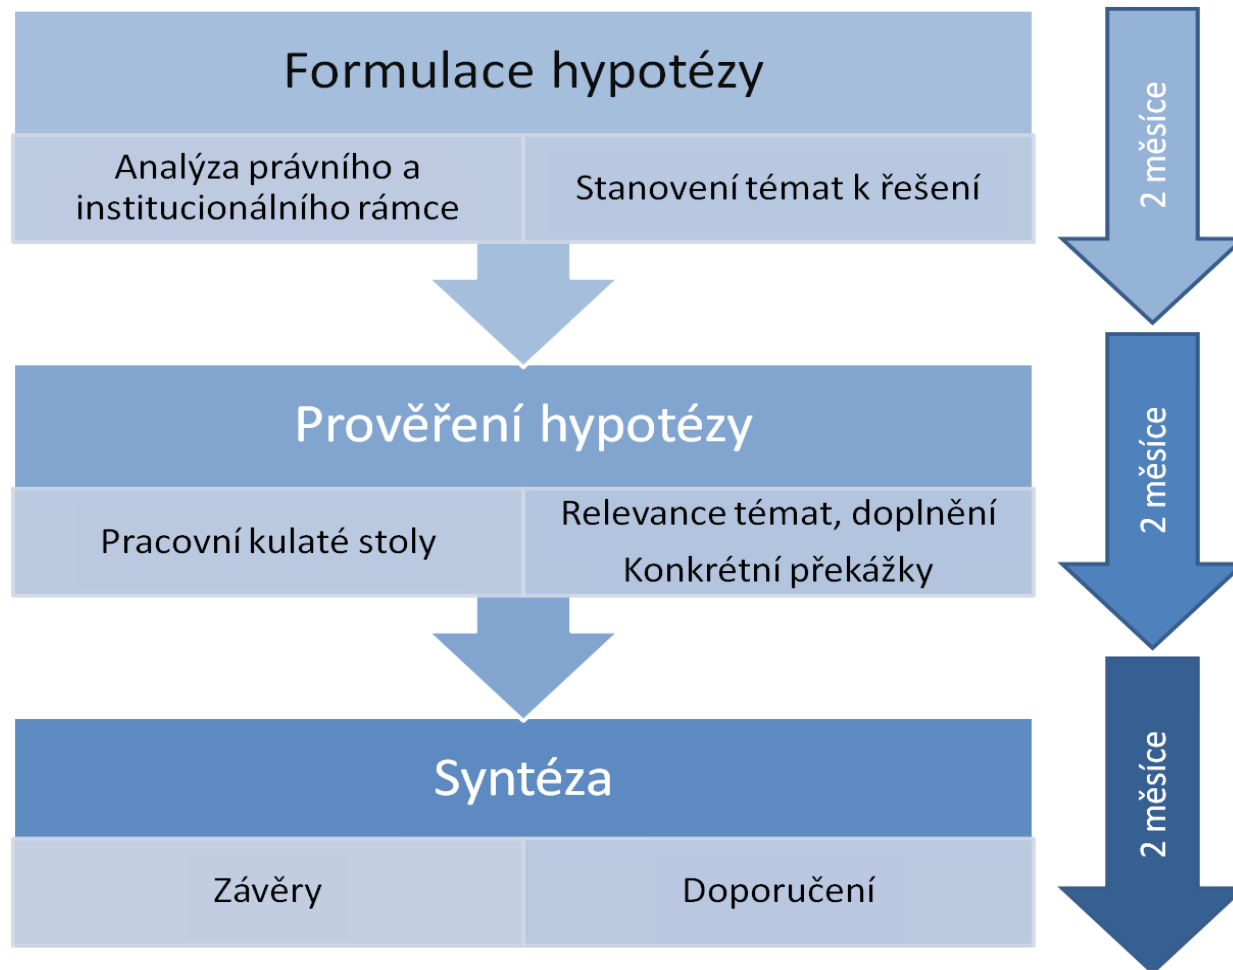 Formulace hypotézy
Analýza právního a
institucionálního rámce
Stanovení témat k řešení
2 měsíce
Prověření hypotézy
Pracovní kulaté stoly
Relevance témat, doplnění
Konkrétní překážky
2 měsíce
Syntéza
Závěry
Doporučení
2 měsíce